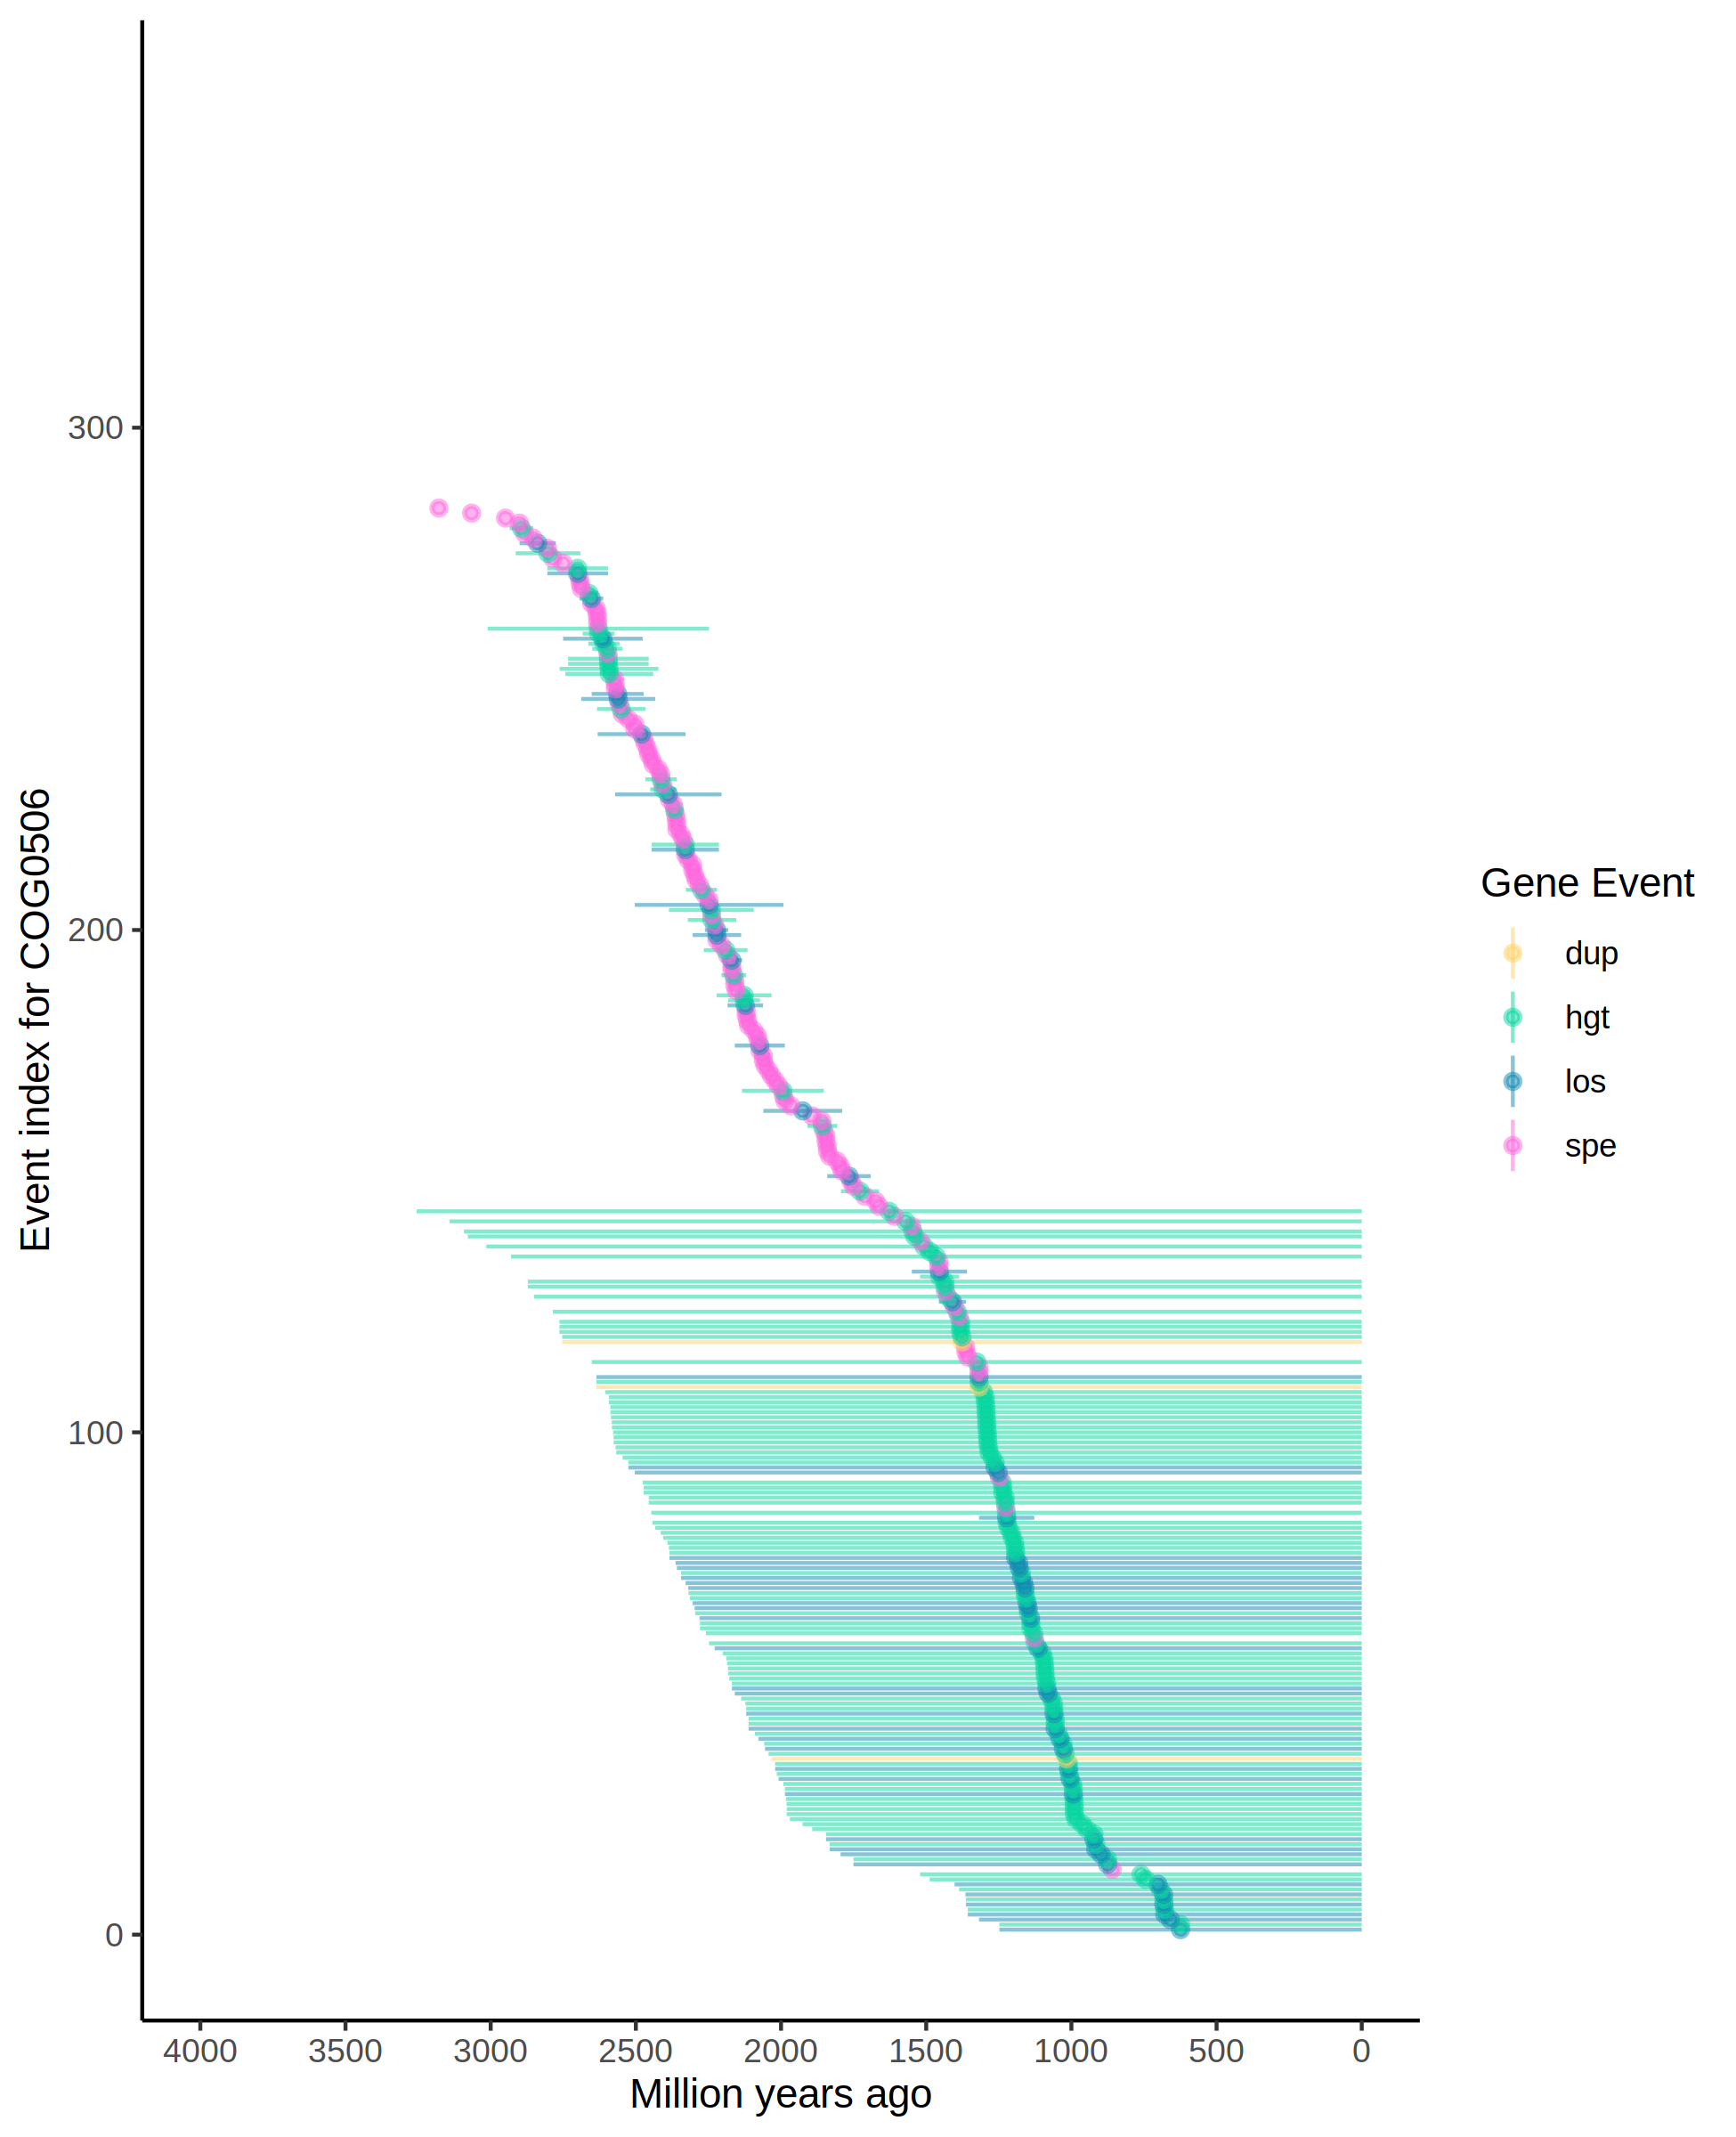 Event index for COG0506
300
200
100
0
4000 3500 3000 2500 2000 1500 1000 500 0
Million years ago
Gene Event
dup
hgt
los
spe